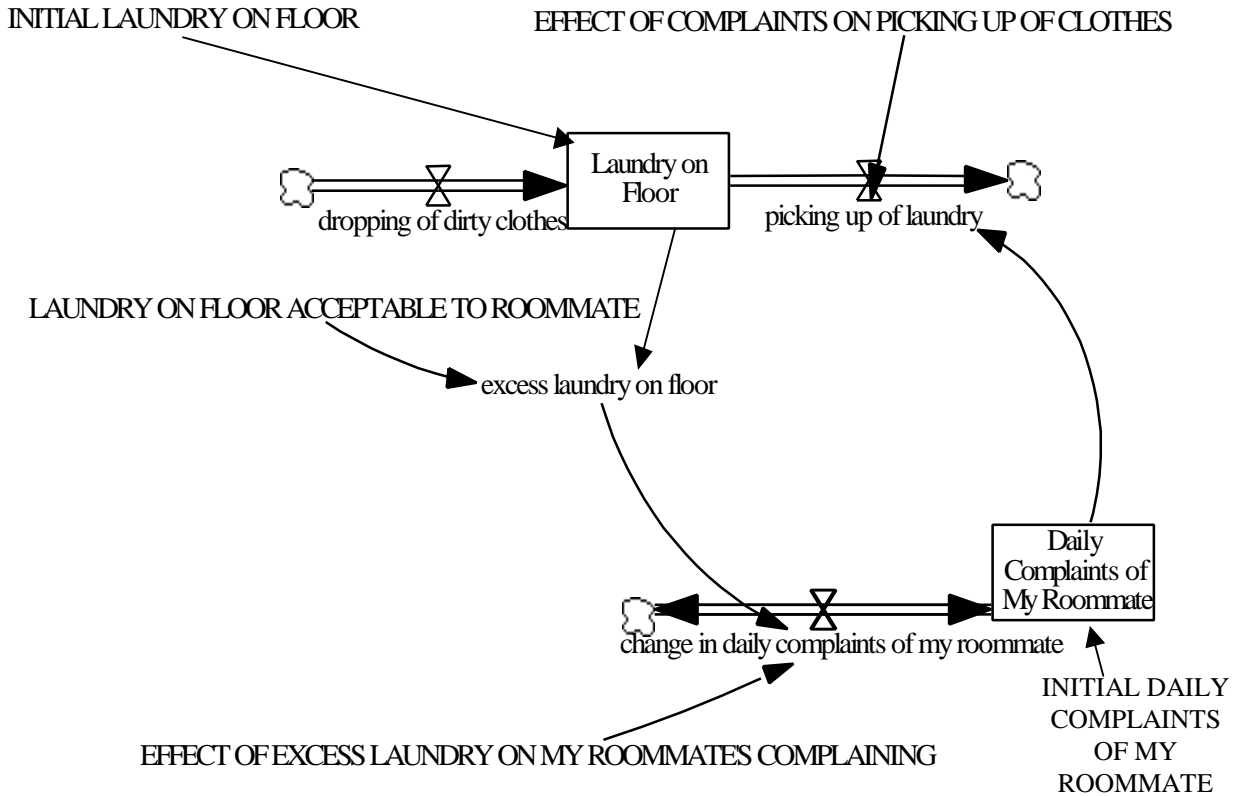 INITIAL LAUNDRY ON FLOOR
EFFECT OF COMPLAINTS ON PICKING UP OF CLOTHES
Laundry on
Floor
dropping of dirty clothes
picking up of laundry
LAUNDRY ON FLOOR ACCEPTABLE TO ROOMMATE
excess laundry on floor
Daily
Complaints of
My Roommate
change in daily complaints of my roommate
INITIAL DAILY
COMPLAINTS
OF MY
ROOMMATE
EFFECT OF EXCESS LAUNDRY ON MY ROOMMATE'S COMPLAINING